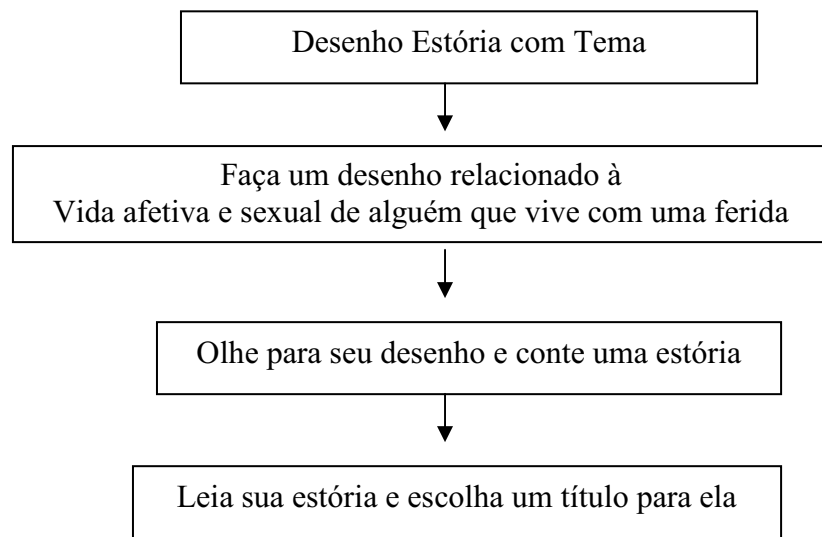 Desenho Estória com Tema
Faça um desenho relacionado à
Vida afetiva e sexual de alguém que vive com uma ferida
Olhe para seu desenho e conte uma estória
Leia sua estória e escolha um título para ela